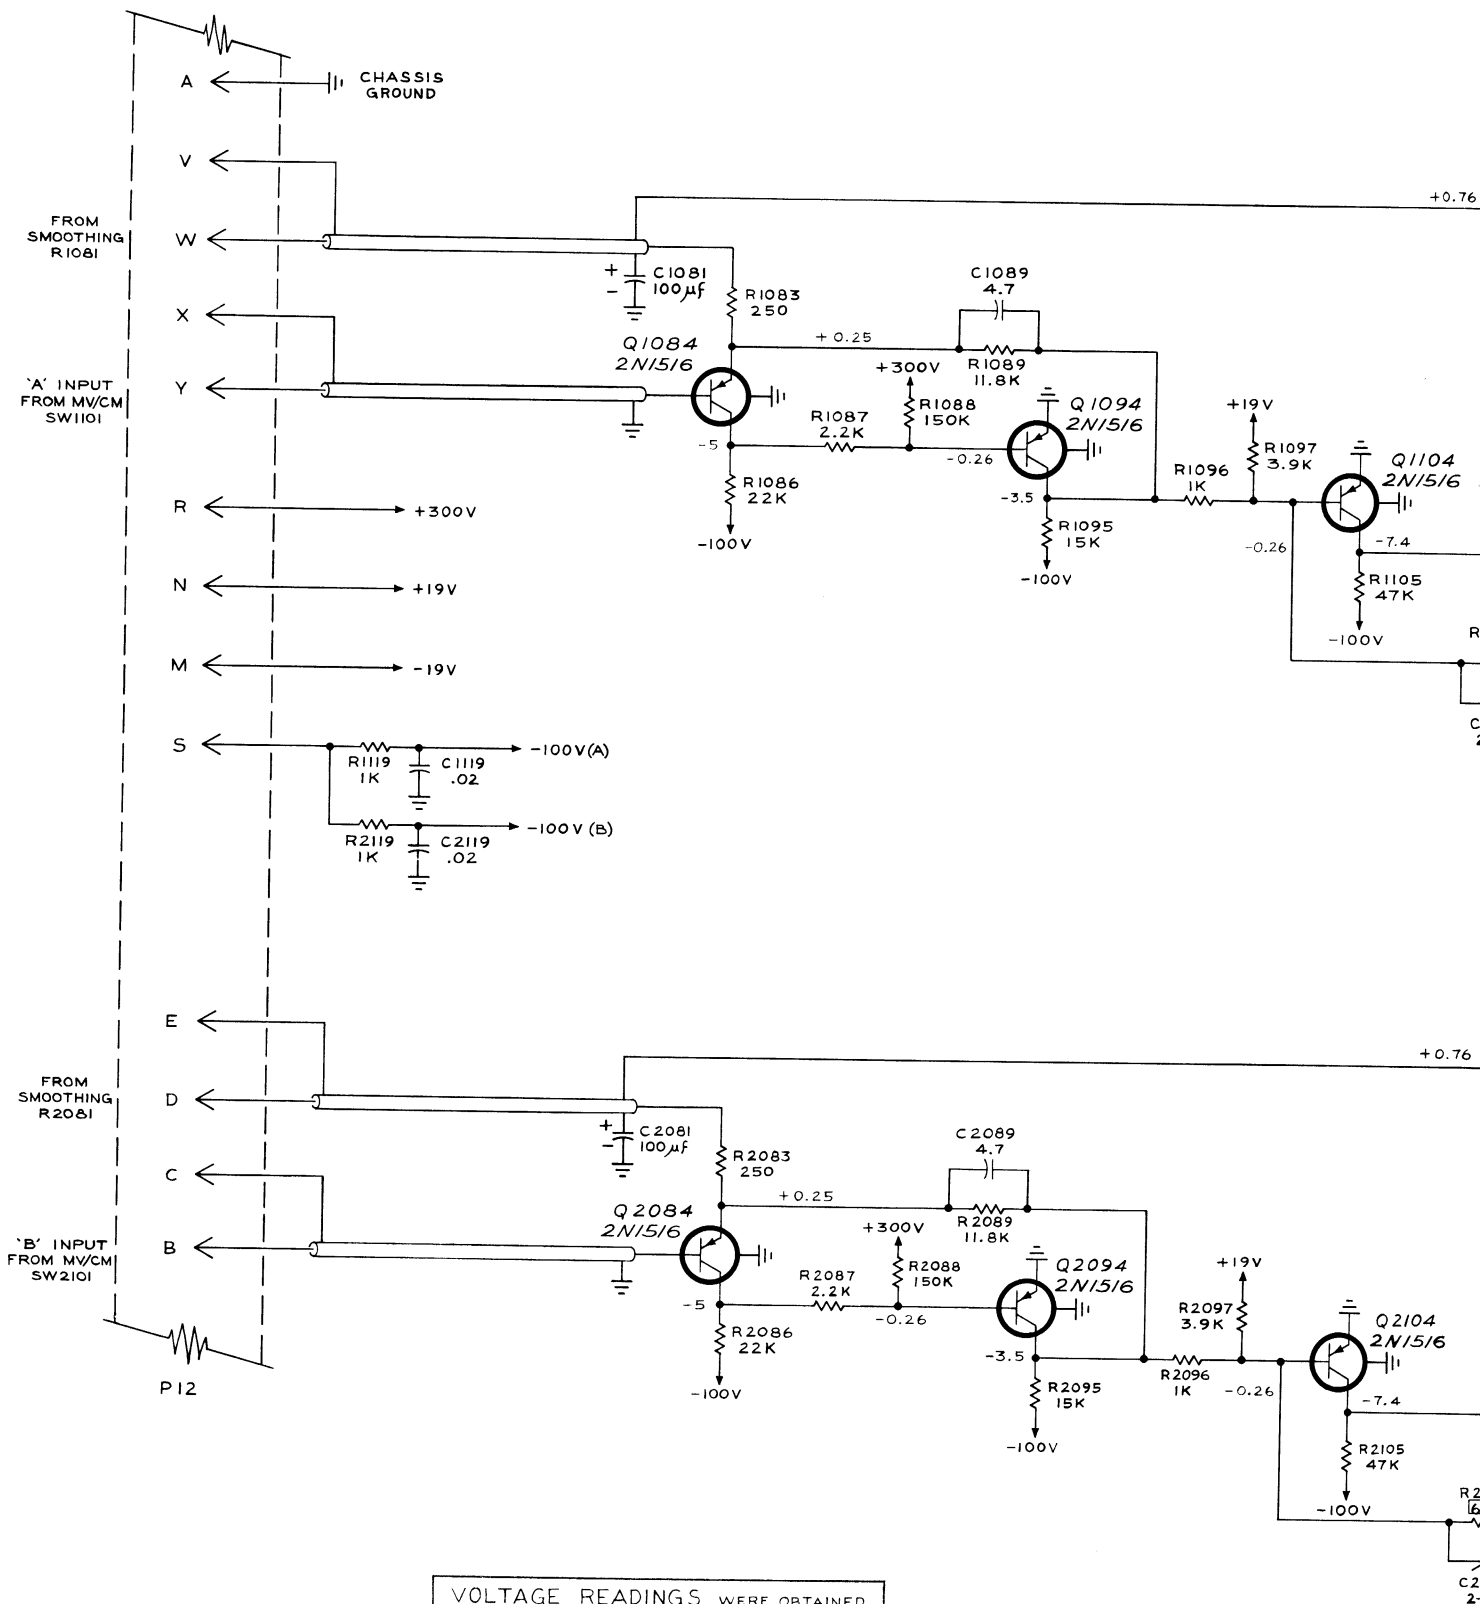 A
CHASSIS
GROUND
V
+0.76
FROM
SMOOTHING
R1081
W
C1081
100µf
+
-
R1083
250
C1089
4.7
X
Q1084
2N1516
+0.25
R1089
11.8K
+300V
'A' INPUT
FROM MV/CM
SW1101
Y
R1087
2.2K
R1088
150K
Q1094
2N1516
+19V
R1097
3.9K
Q1104
2N1516
-5
-0.26
R1096
1K
R1086
22K
-3.5
R
+300V
-100V
R1095
15K
-0.26
-7.4
-100V
R1105
47K
N
+19V
-100V
R
M
-19V
S
-100V(A)
R1119
1K
C1119
.02
C
2
-100V(B)
R2119
1K
C2119
.02
E
+0.76
FROM
SMOOTHING
R2081
D
+
-
C2081
100µf
R2083
250
C2089
4.7
C
+0.25
Q2084
2N1516
R2089
11.8K
+300V
'B' INPUT
FROM MV/CM
SW2101
B
R2087
2.2K
R2088
150K
Q2094
2N1516
+19V
R2097
3.9K
Q2104
2N1516
-5
-0.26
R2086
22K
-3.5
R2096
1K
-0.26
P12
-100V
R2095
15K
-7.4
-100V
R2105
47K
-100V
R2
6
C2
2-
VOLTAGE READINGS WERE OBTAINED